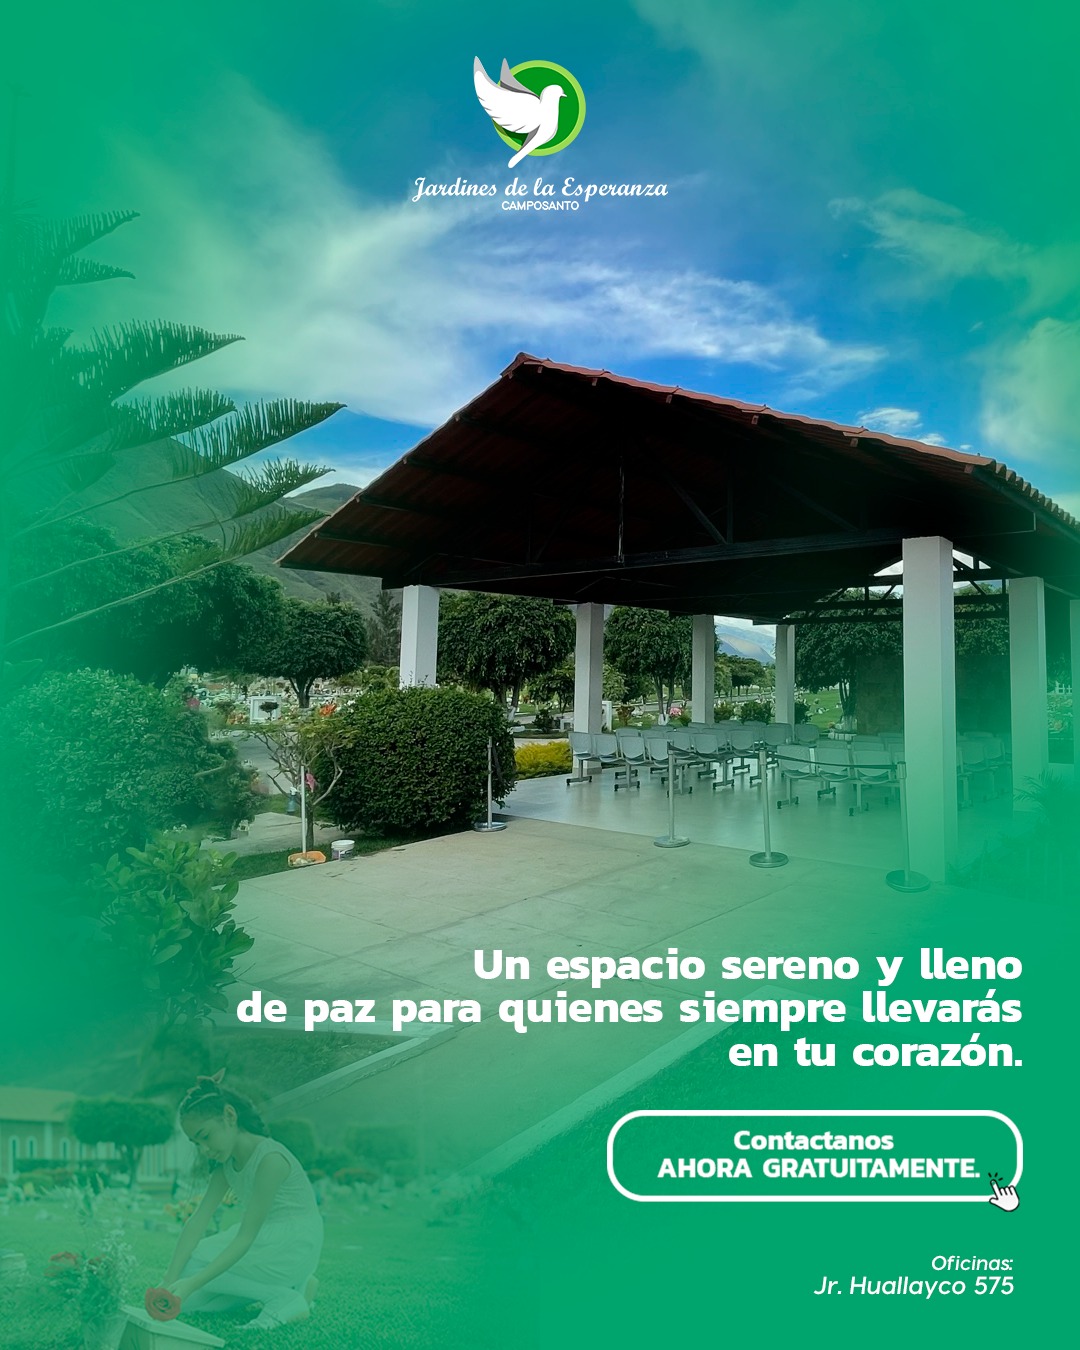 Jardines de la Esperanza
CAMPOSANTO
Un espacio sereno y lleno
de paz para quienes siempre llevarás
en tu corazón.
Contactanos
AHORA GRATUITAMENTE.
Oficinas:
Jr. Huallayco 575